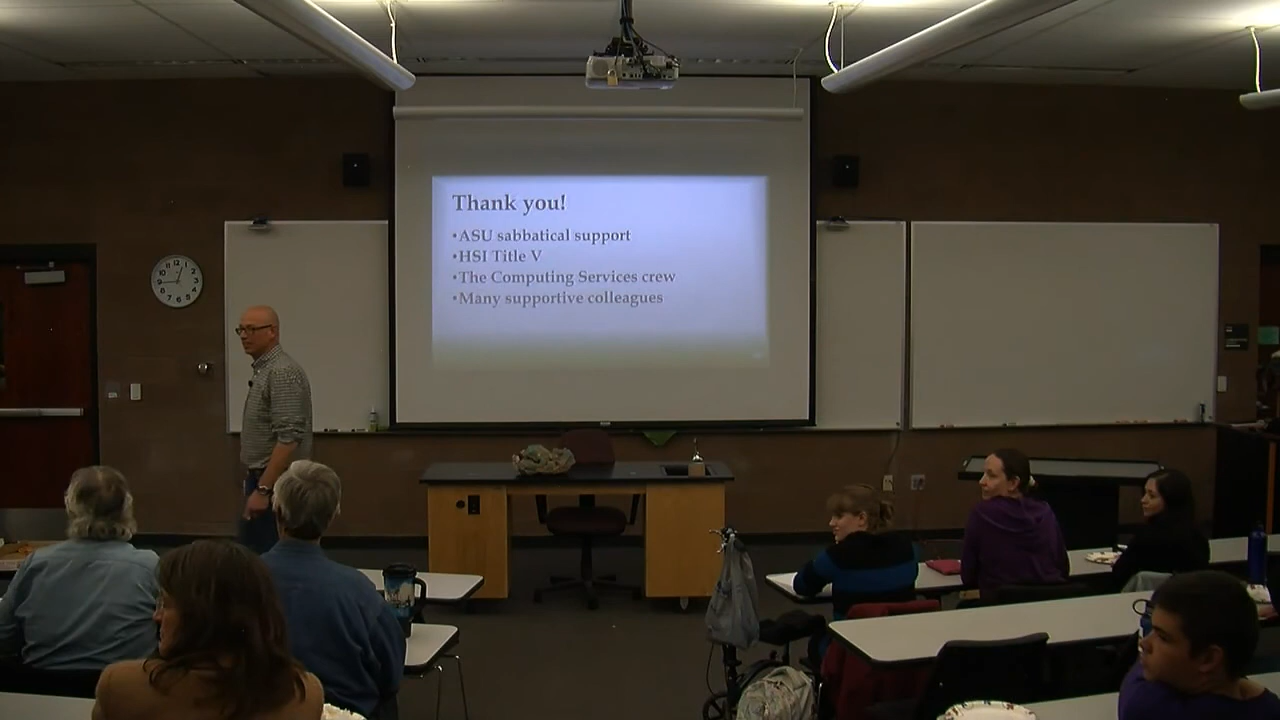 Thank you!
•ASU sabbatical support
•HSI Title V
•The Computing Services crew
•Many supportive colleagues